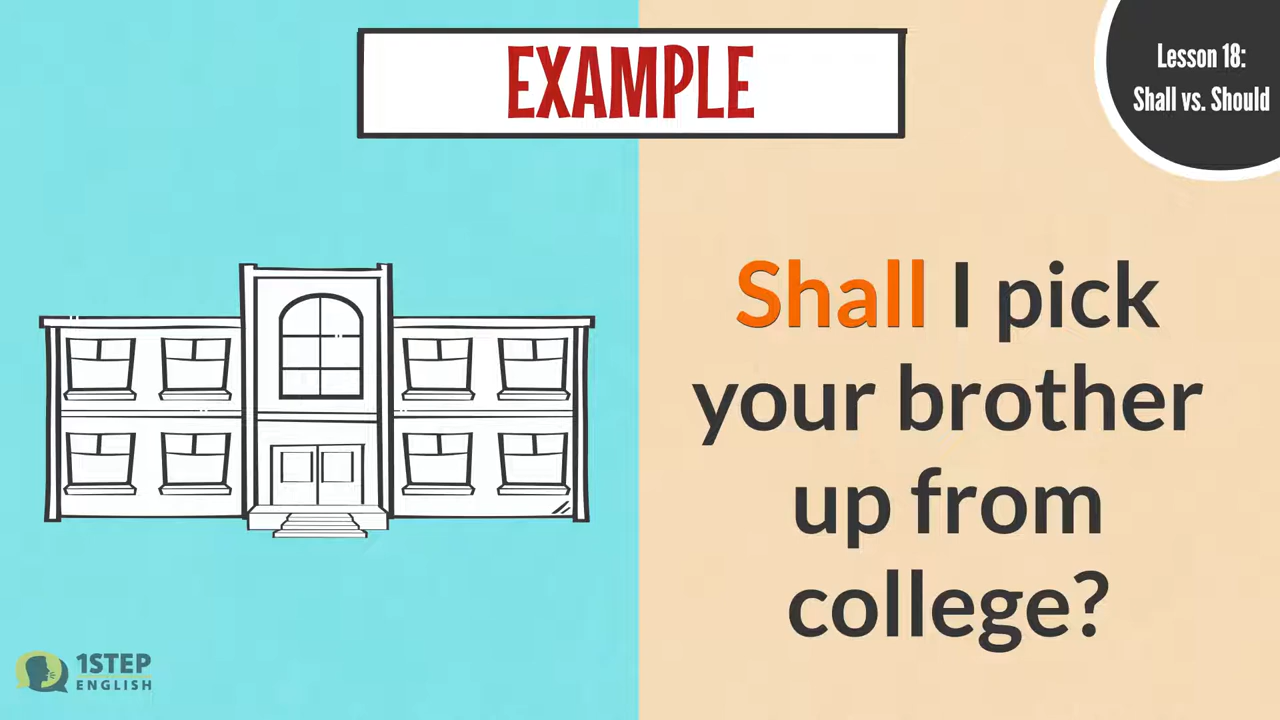 EXAMPLE
Lesson 18:
Shall vs. Should
Shall I pick
your brother
up from
college?
1STEP
ENGLISH